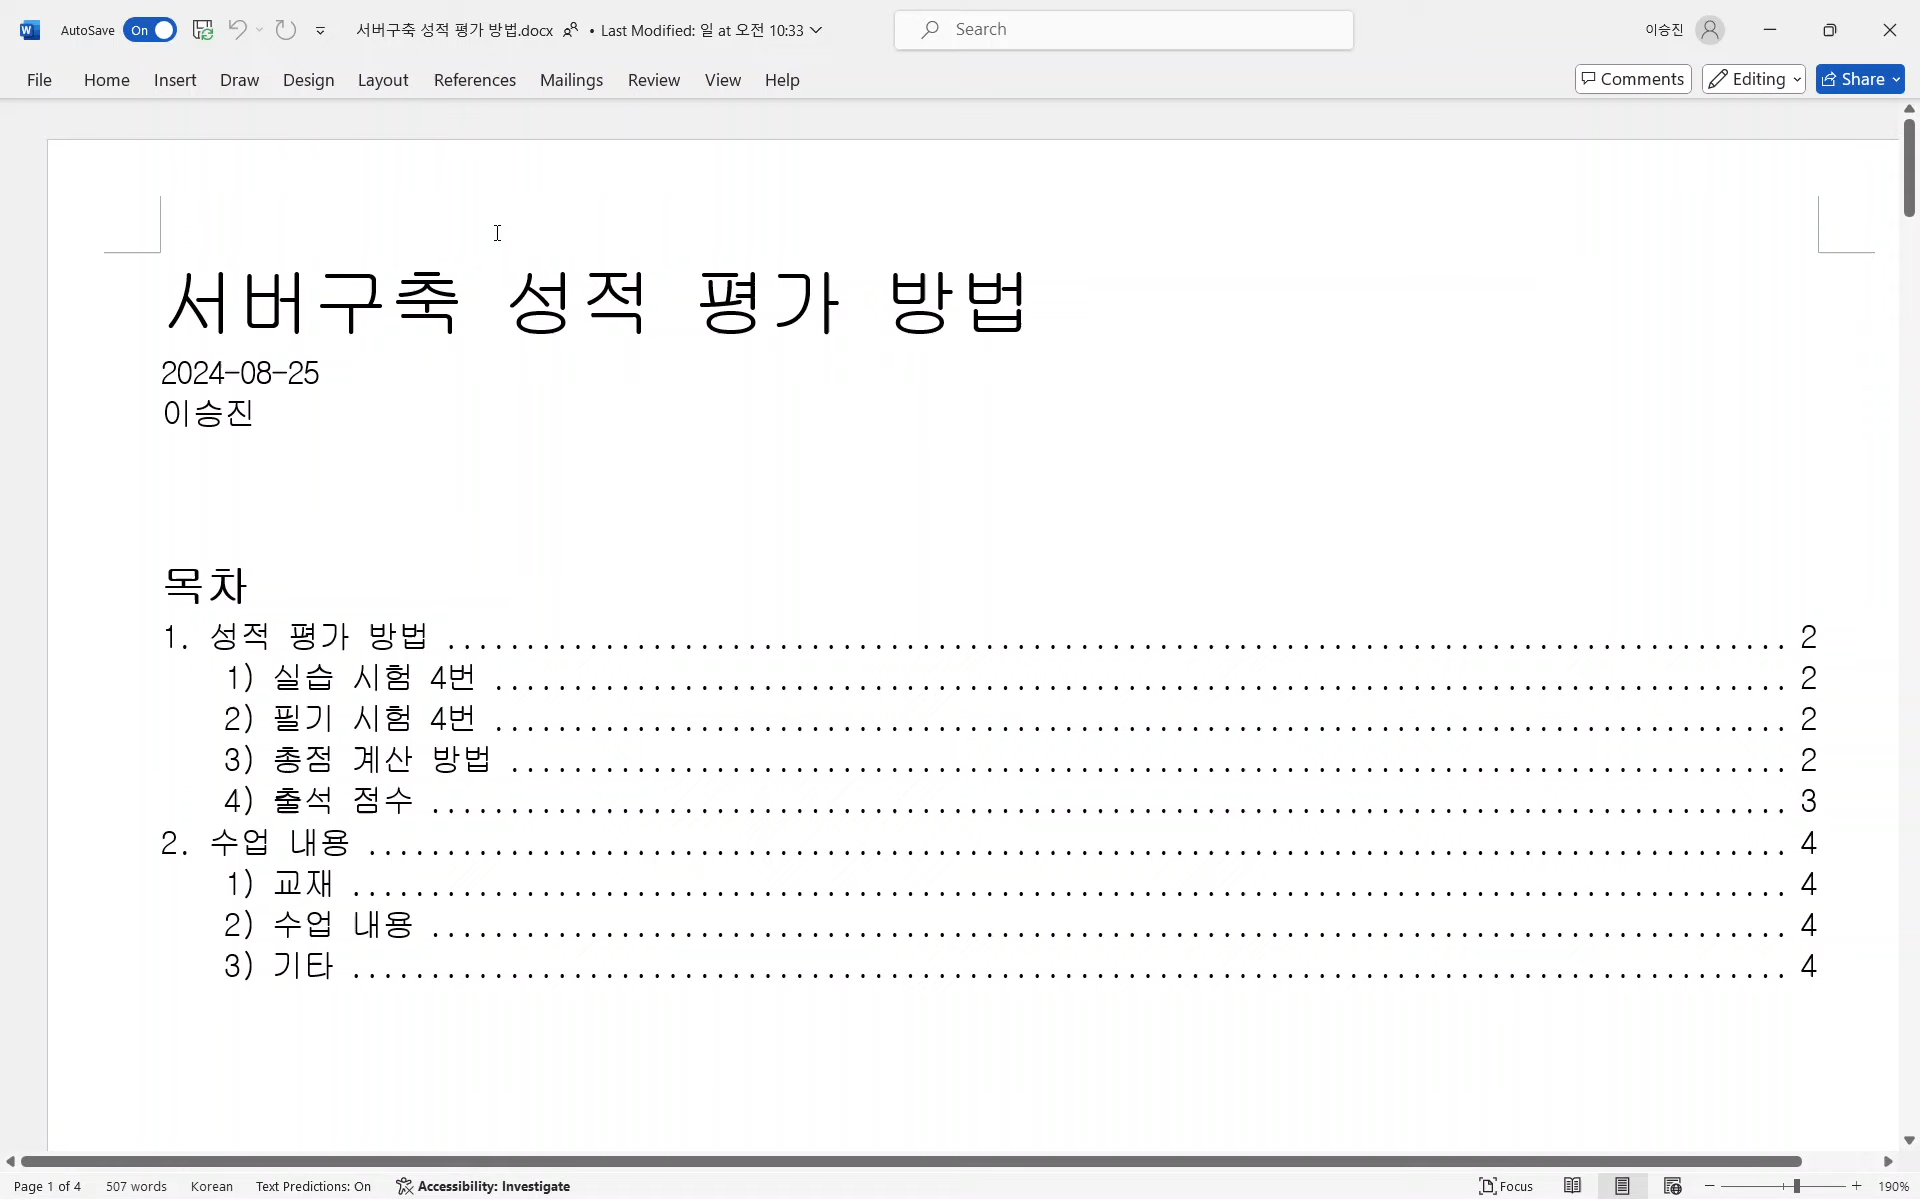 AutoSave On 서버구축 성적 평가 방법.docx • Last Modified: 일 at 오전 10:33 Search 이승진
File Home Insert Draw Design Layout References Mailings Review View Help Comments Editing Share
서버구축 성적 평가 방법
2024-08-25
이승진
목차
1. 성적 평가 방법 ........................................ 2
1) 실습 시험 4번 ........................................ 2
2) 필기 시험 4번 ........................................ 2
3) 총점 계산 방법 ........................................ 2
4) 출석 점수 ........................................ 3
2. 수업 내용 ........................................ 4
1) 교재 ........................................ 4
2) 수업 내용 ........................................ 4
3) 기타 ........................................ 4
Page 1 of 4 507 words Korean Text Predictions: On Accessibility: Investigate Focus 190%